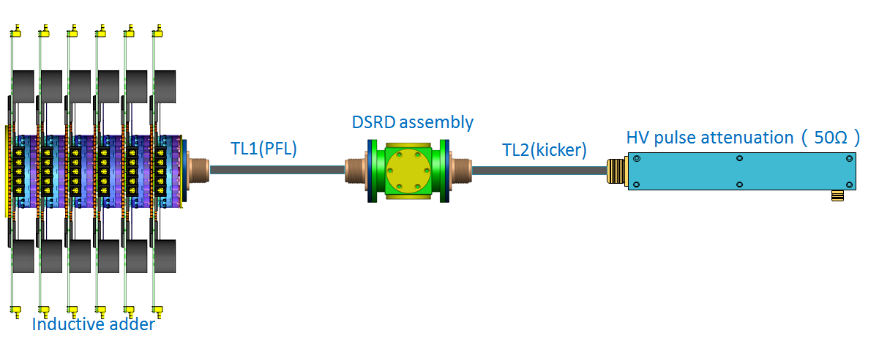 DSRD assembly
TL1(PFL)
TL2(kicker)
HV pulse attenuation（50Ω）
Inductive adder